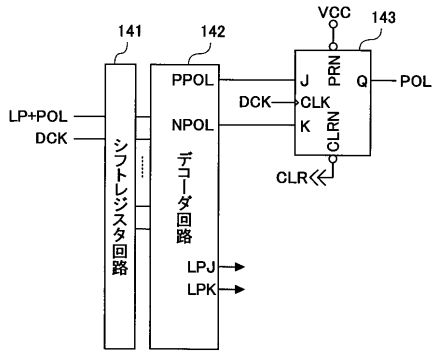 141
142
VCC
143
LP+POL
DCK
シフトレジスタ回路
デコーダ回路
PPOL
NPOL
LPJ
LPK
DCK
J
CLK
K
PRN
CLRN
Q
POL
CLR